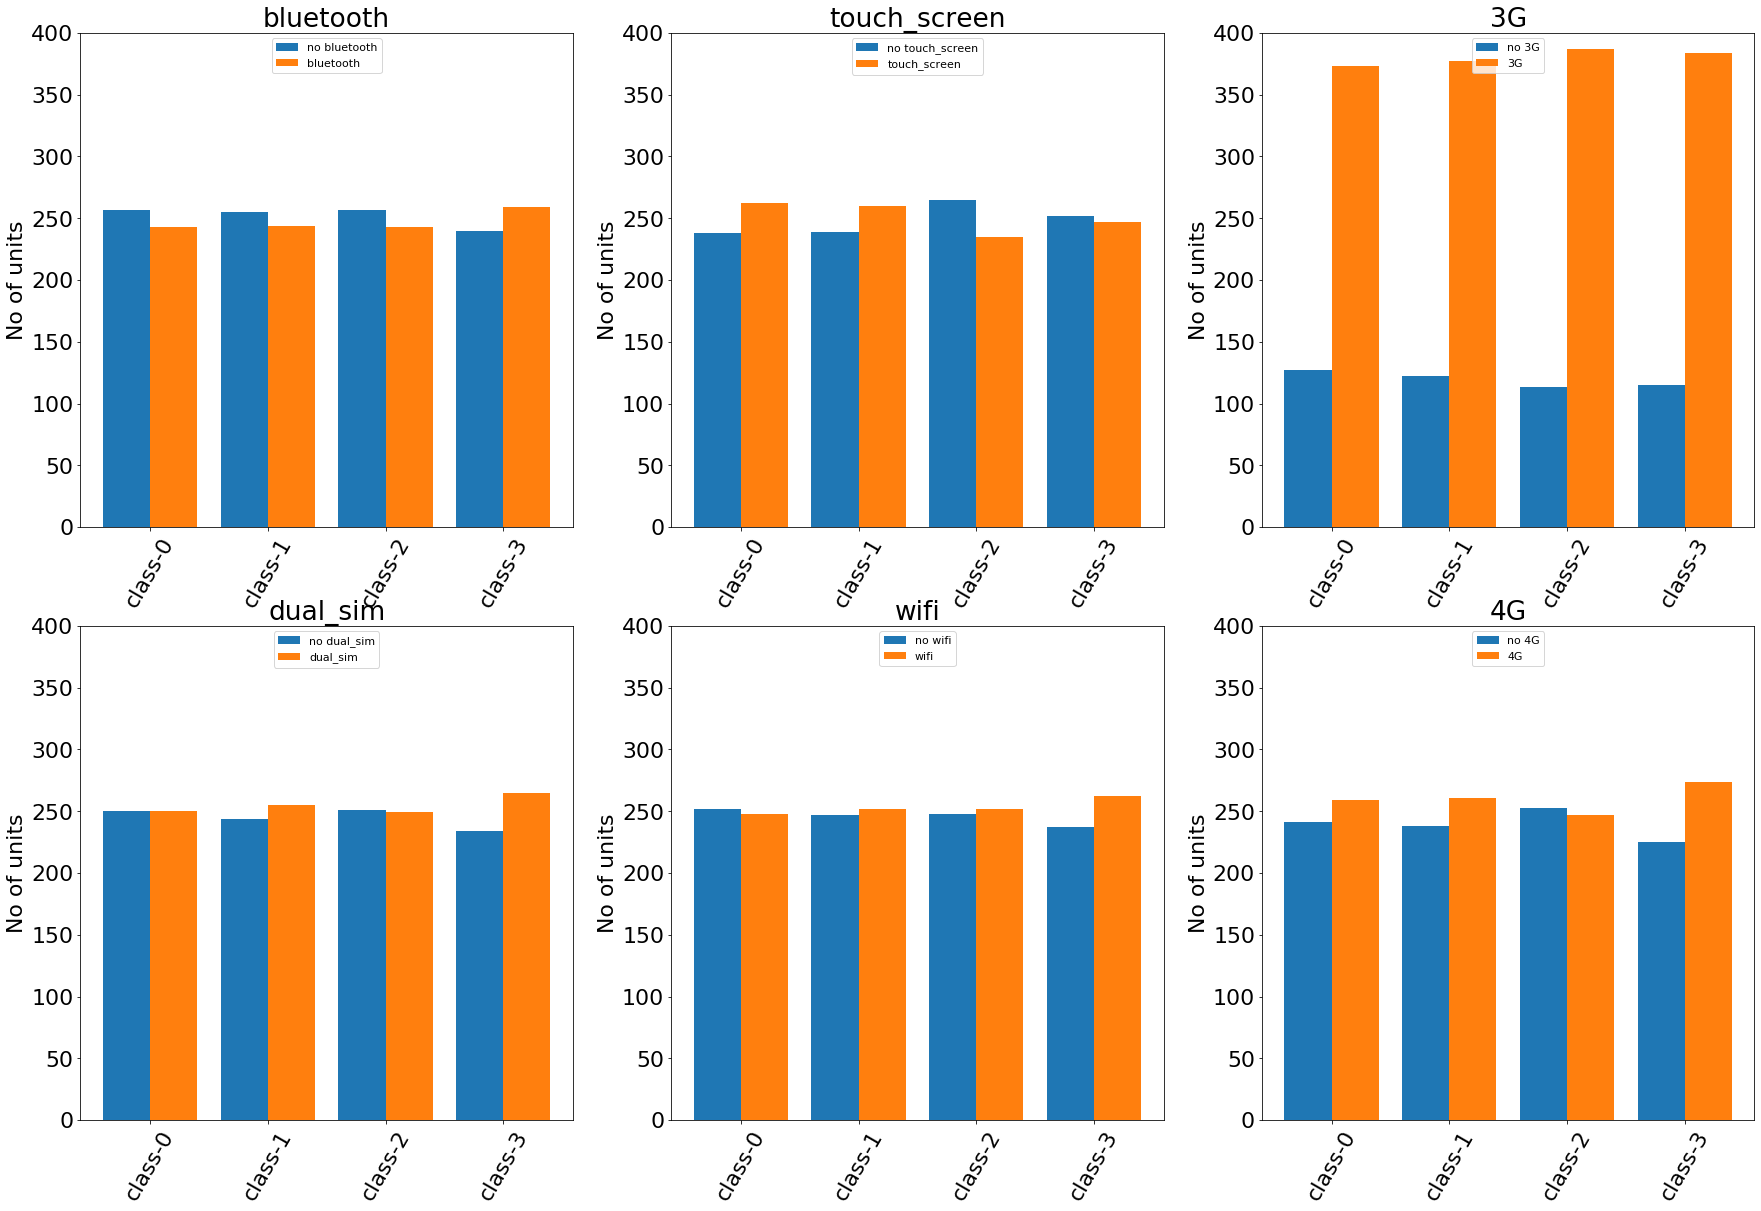 bluetooth
no bluetooth
bluetooth
No of units
400
350
300
250
200
150
100
50
0
class-0
class-1
class-2
class-3
touch_screen
no touch_screen
touch_screen
No of units
400
350
300
250
200
150
100
50
0
class-0
class-1
class-2
class-3
3G
no 3G
3G
No of units
400
350
300
250
200
150
100
50
0
class-0
class-1
class-2
class-3
dual_sim
no dual_sim
dual_sim
No of units
400
350
300
250
200
150
100
50
0
class-0
class-1
class-2
class-3
wifi
no wifi
wifi
No of units
400
350
300
250
200
150
100
50
0
class-0
class-1
class-2
class-3
4G
no 4G
4G
No of units
400
350
300
250
200
150
100
50
0
class-0
class-1
class-2
class-3